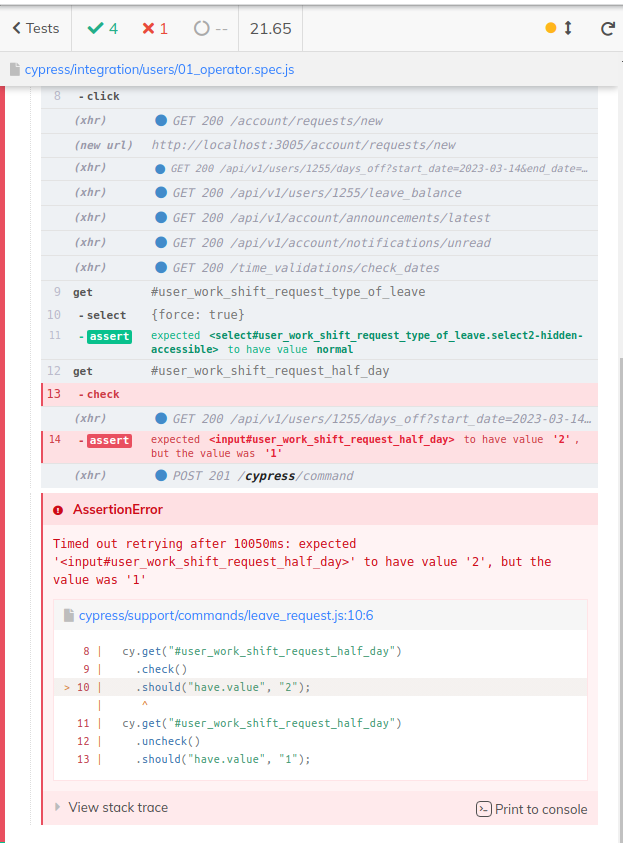 Tests 4 1 -- 21.65
cypress/integration/users/01_operator.spec.js
8 - click
(xhr) GET 200 /account/requests/new
(new url) http://localhost:3005/account/requests/new
(xhr) GET 200 /api/v1/users/1255/days_off?start_date=2023-03-14&end_date=…
(xhr) GET 200 /api/v1/users/1255/leave_balance
(xhr) GET 200 /api/v1/account/announcements/latest
(xhr) GET 200 /api/v1/account/notifications/unread
(xhr) GET 200 /time_validations/check_dates
9 get #user_work_shift_request_type_of_leave
10 - select {force: true}
11 - assert expected <select#user_work_shift_request_type_of_leave.select2-hidden-
accessible> to have value normal
12 get #user_work_shift_request_half_day
13 - check
(xhr) GET 200 /api/v1/users/1255/days_off?start_date=2023-03-14…
14 - assert expected <input#user_work_shift_request_half_day> to have value '2',
but the value was '1'
(xhr) POST 201 /cypress/command
AssertionError
Timed out retrying after 10050ms: expected
'<input#user_work_shift_request_half_day>' to have value '2', but the
value was '1'
cypress/support/commands/leave_request.js:10:6
8 | cy.get("#user_work_shift_request_half_day")
9 | .check()
> 10 | .should("have.value", "2");
| ^
11 | cy.get("#user_work_shift_request_half_day")
12 | .uncheck()
13 | .should("have.value", "1");
View stack trace Print to console